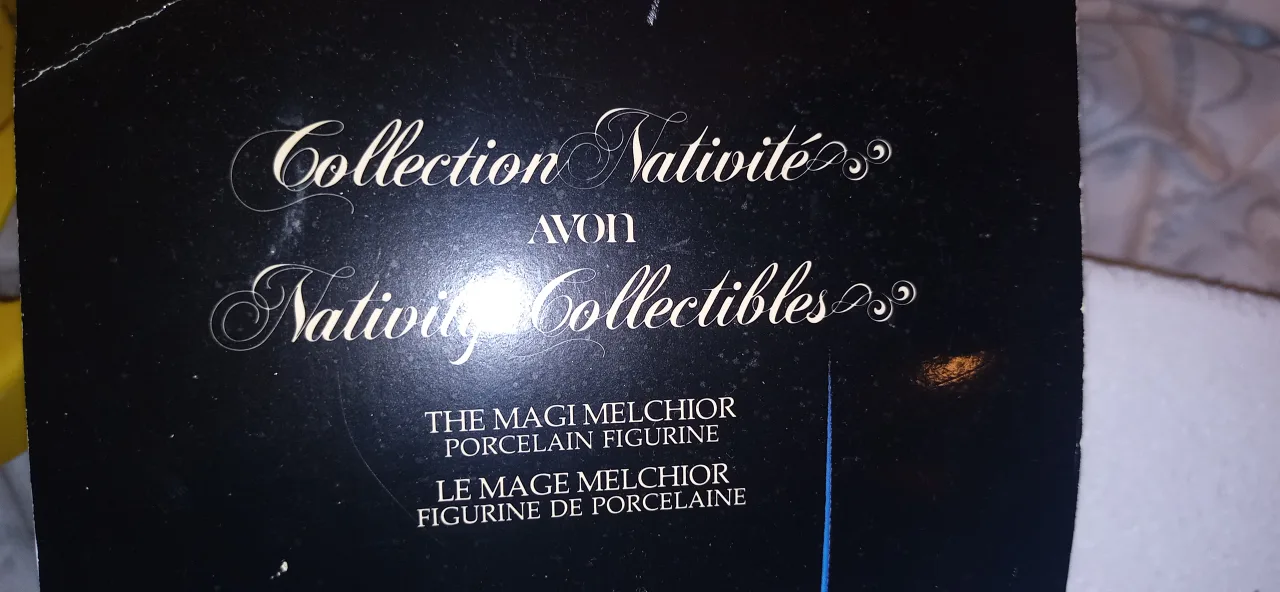 Collection Nativité
AVON
Nativity Collectibles
THE MAGI MELCHIOR
PORCELAIN FIGURINE
LE MAGE MELCHIOR
FIGURINE DE PORCELAINE